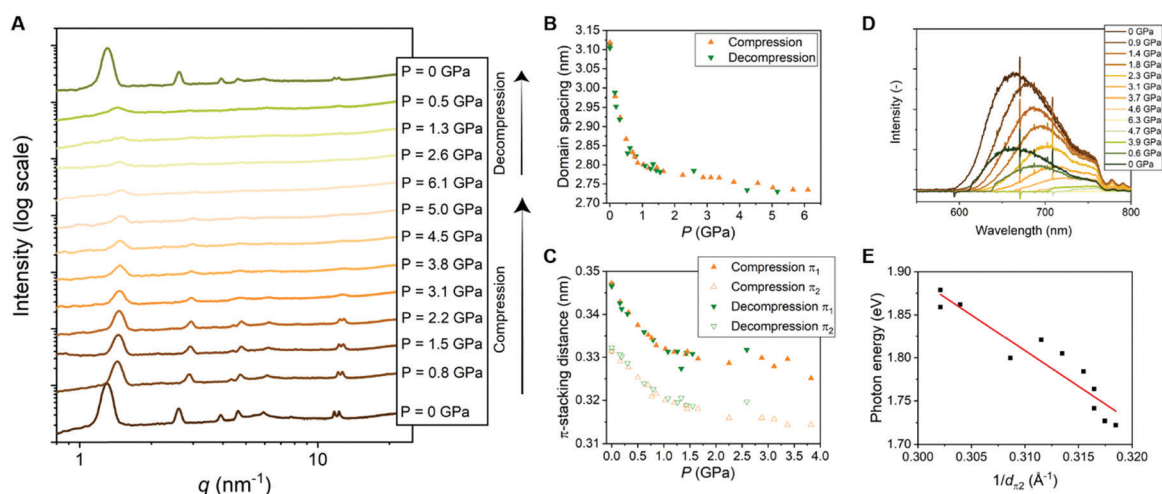 A
Intensity (log scale)
P = 0 GPa
P = 0.5 GPa
P = 1.3 GPa
P = 2.6 GPa
P = 6.1 GPa
P = 5.0 GPa
P = 4.5 GPa
P = 3.8 GPa
P = 3.1 GPa
P = 2.2 GPa
P = 1.5 GPa
P = 0.8 GPa
P = 0 GPa
Decompression
Compression
1 10
q (nm⁻¹)
B
Domain spacing (nm)
3.15
3.10
3.05
3.00
2.95
2.90
2.85
2.80
2.75
2.70
Compression
Decompression
0 1 2 3 4 5 6
P (GPa)
C
π-stacking distance (nm)
0.35
0.34
0.33
0.32
0.31
Compression π₁
Compression π₂
Decompression π₁
Decompression π₂
0.0 0.5 1.0 1.5 2.0 2.5 3.0 3.5 4.0
P (GPa)
D
Intensity (-)
0 GPa
0.9 GPa
1.4 GPa
1.8 GPa
2.3 GPa
3.1 GPa
3.7 GPa
4.6 GPa
6.3 GPa
4.7 GPa
3.9 GPa
0.6 GPa
0 GPa
600 700 800
Wavelength (nm)
E
Photon energy (eV)
1.90
1.85
1.80
1.75
1.70
0.300 0.305 0.310 0.315 0.320
1/dπ2 (Å⁻¹)